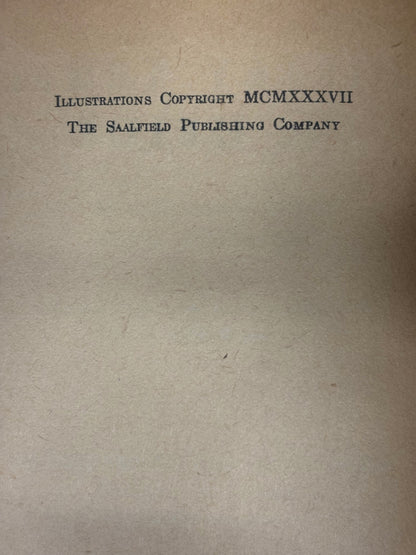 Illustrations Copyright MCMXXXVII
The Saalfield Publishing Company